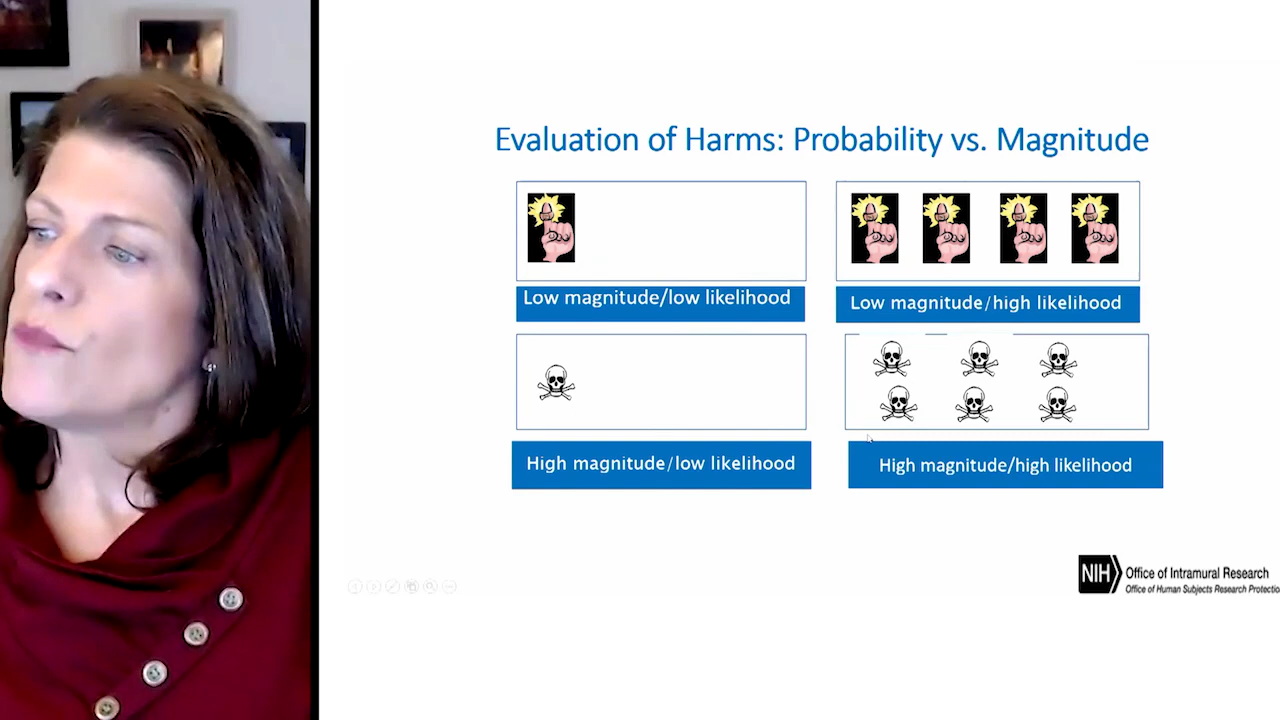 Evaluation of Harms: Probability vs. Magnitude
Low magnitude/low likelihood
Low magnitude/high likelihood
High magnitude/low likelihood
High magnitude/high likelihood
NIH
Office of Intramural Research
Office of Human Subjects Research Protectio